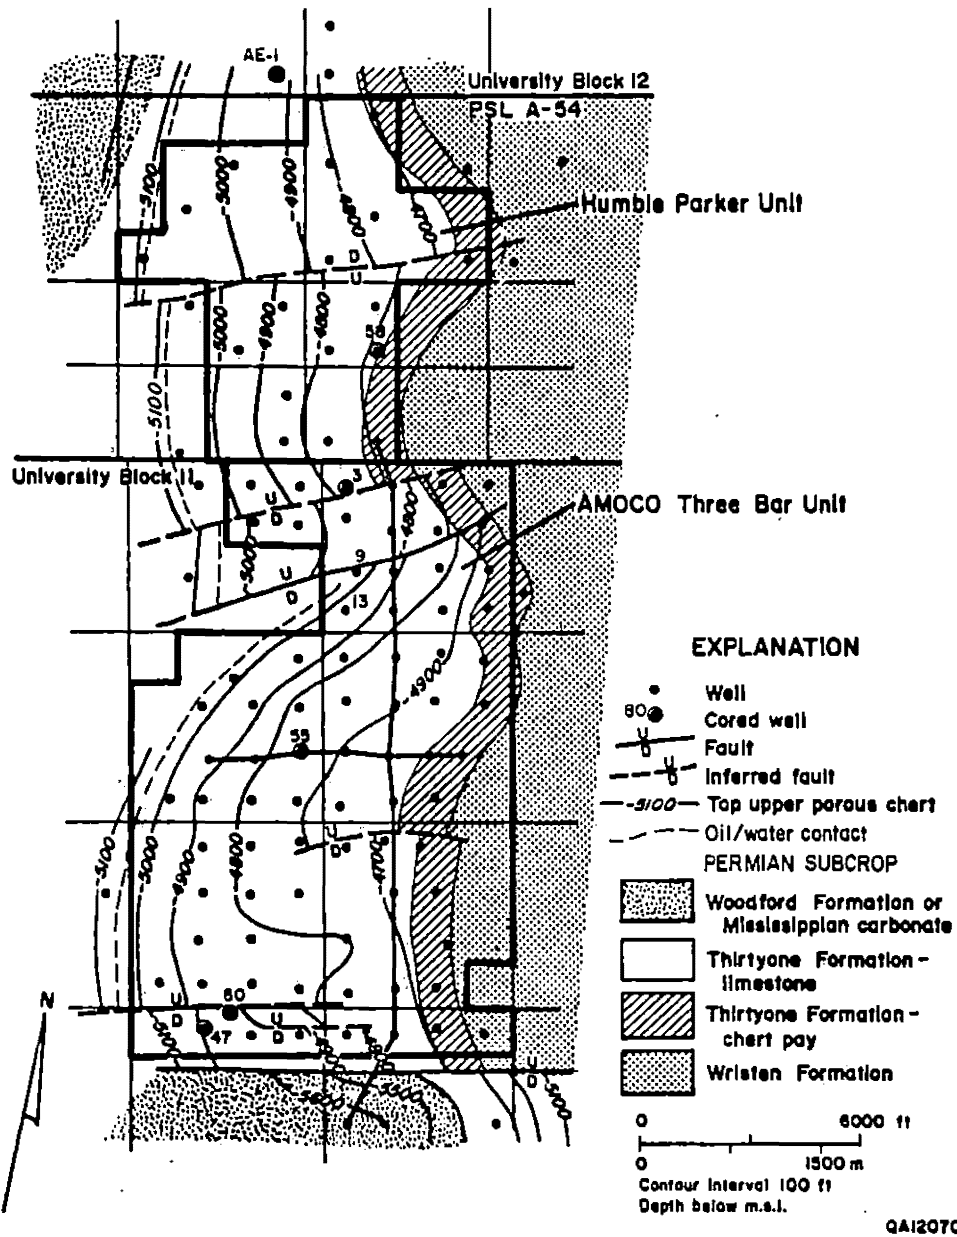 AE-1
University Block 12
PSL A-54
-5100
-5000
-4900
-4800
-4700
Humble Parker Unit
D
U
-5000
-4900
-4800
58
-5100
University Block 11
3
U
D
-4800
AMOCO Three Bar Unit
-5000
9
U
D
13
-4900
55
U
D
-5100
-5000
-4900
-4800
-4700
N
U
D
60
U
D
47
-5100
U
D
-5100
EXPLANATION
Well
80
Cored well
U
D
Fault
U
D
Inferred fault
-5100
Top upper porous chert
Oil/water contact
PERMIAN SUBCROP
Woodford Formation or
Mississippian carbonate
Thirtyone Formation-
limestone
Thirtyone Formation-
chert pay
Wristen Formation
0 6000 ft
0 1500 m
Contour interval 100 ft
Depth below m.s.l.
QA12070